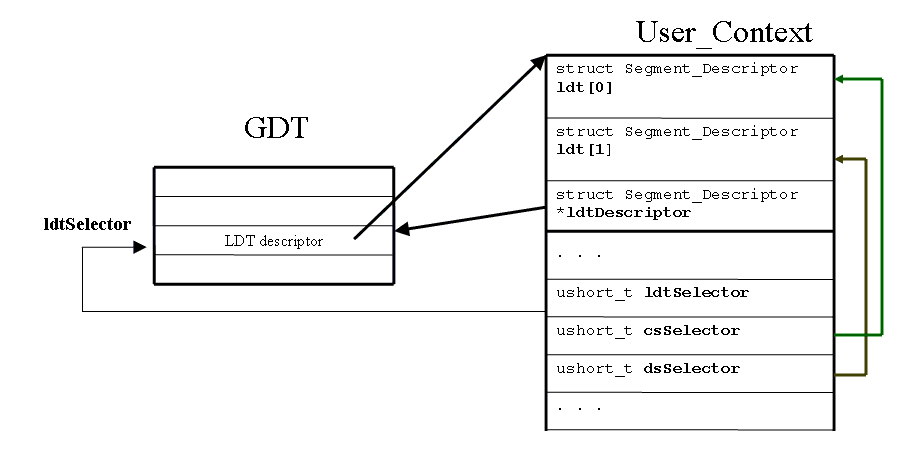 User_Context
struct Segment_Descriptor
ldt[0]
struct Segment_Descriptor
ldt[1]
struct Segment_Descriptor
*ldtDescriptor
. . .
ushort_t ldtSelector
ushort_t csSelector
ushort_t dsSelector
. . .
GDT
ldtSelector
LDT descriptor